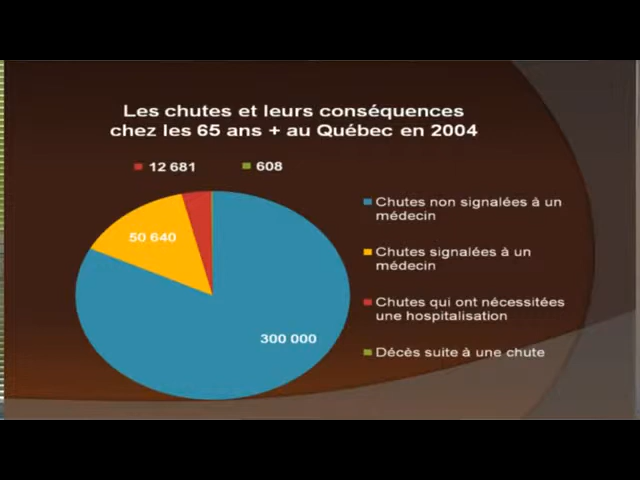 Les chutes et leurs conséquences
chez les 65 ans + au Québec en 2004
12 681
608
50 640
300 000
Chutes non signalées à un
médecin
Chutes signalées à un
médecin
Chutes qui ont nécessitées
une hospitalisation
Décès suite à une chute